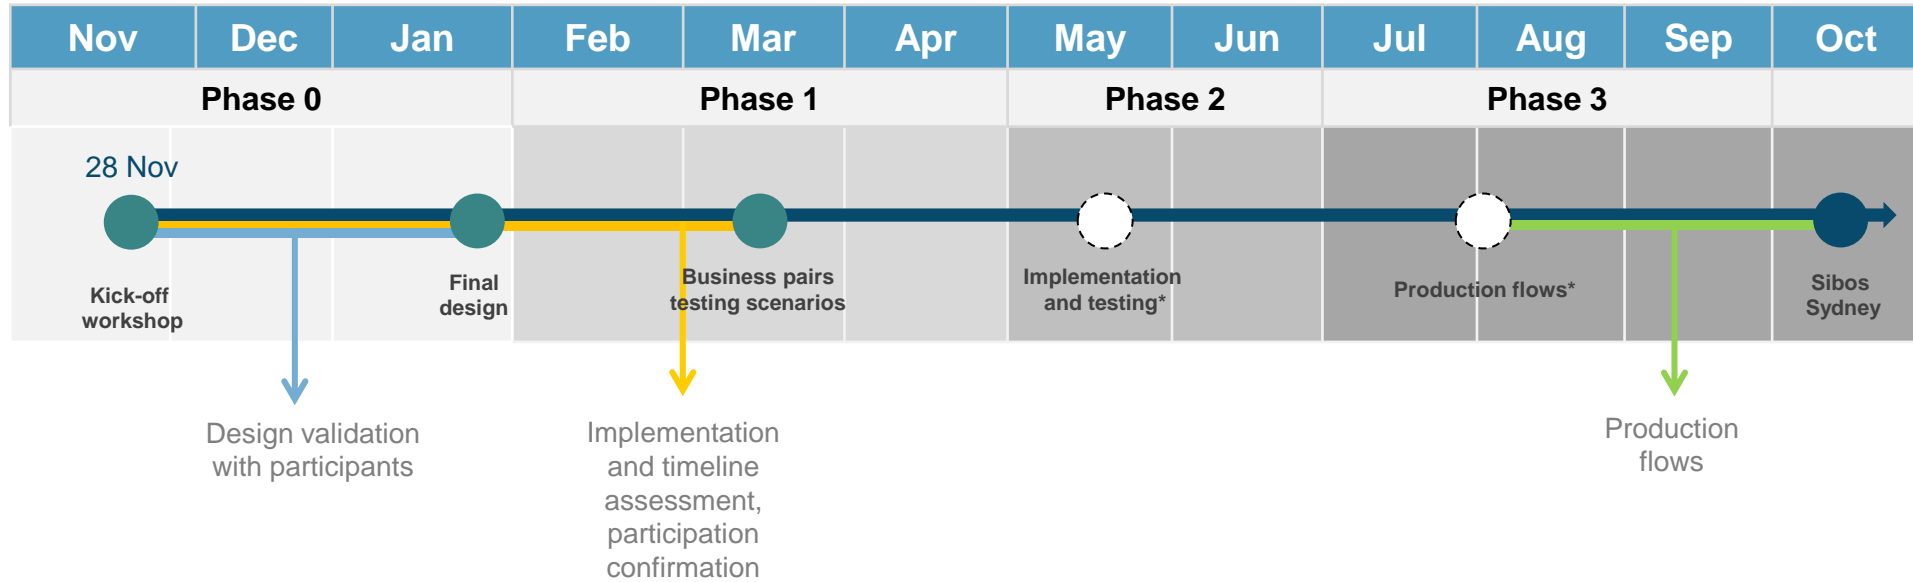 Nov Dec Jan Feb Mar Apr May Jun Jul Aug Sep Oct
Phase 0 Phase 1 Phase 2 Phase 3
28 Nov
Kick-off
workshop
Final
design
Business pairs
testing scenarios
Implementation
and testing*
Production flows*
Sibos
Sydney
Design validation
with participants
Implementation
and timeline
assessment,
participation
confirmation
Production
flows